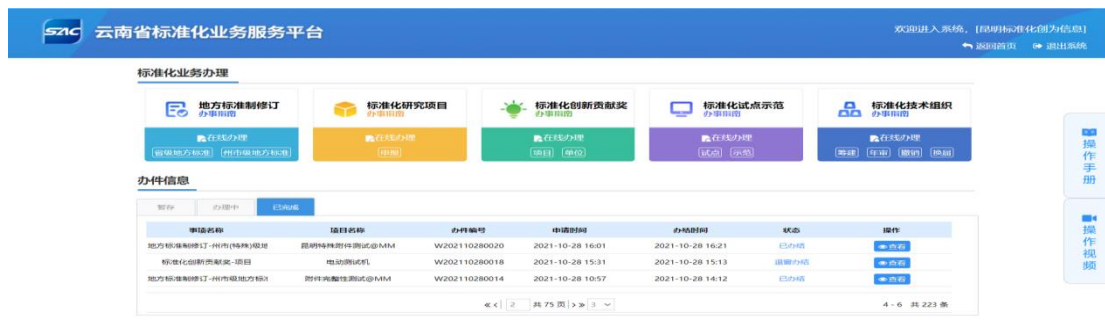 SAC 云南省标准化业务服务平台
欢迎进入系统，[昆明标准化创为信息]
返回首页 退出系统
标准化业务办理
地方标准制修订 标准化研究项目 标准化创新贡献奖 标准化试点示范 标准化技术组织
办事指南 办事指南 办事指南 办事指南 办事指南
在线办理 在线办理 在线办理 在线办理 在线办理
省级地方标准 州市级地方标准 申报 项目 单位 试点 示范 筹建 年审 撤销 换届
办件信息
暂存 办理中 已完成
事项名称 项目名称 办件编号 申请时间 办结时间 状态 操作
地方标准制修订-州市(特殊)级地 昆明特殊附件测试@MM W202110280020 2021-10-28 16:01 2021-10-28 16:21 已办结 查看
标准化创新贡献奖-项目 电动测试机 W202110280018 2021-10-28 15:31 2021-10-28 15:13 退窗办结 查看
地方标准制修订-州市级地方标 附件完整性测试@MM W202110280014 2021-10-28 10:57 2021-10-28 14:12 已办结 查看
2 共 75 页 3 4 - 6 共 223 条
操作手册
操作视频